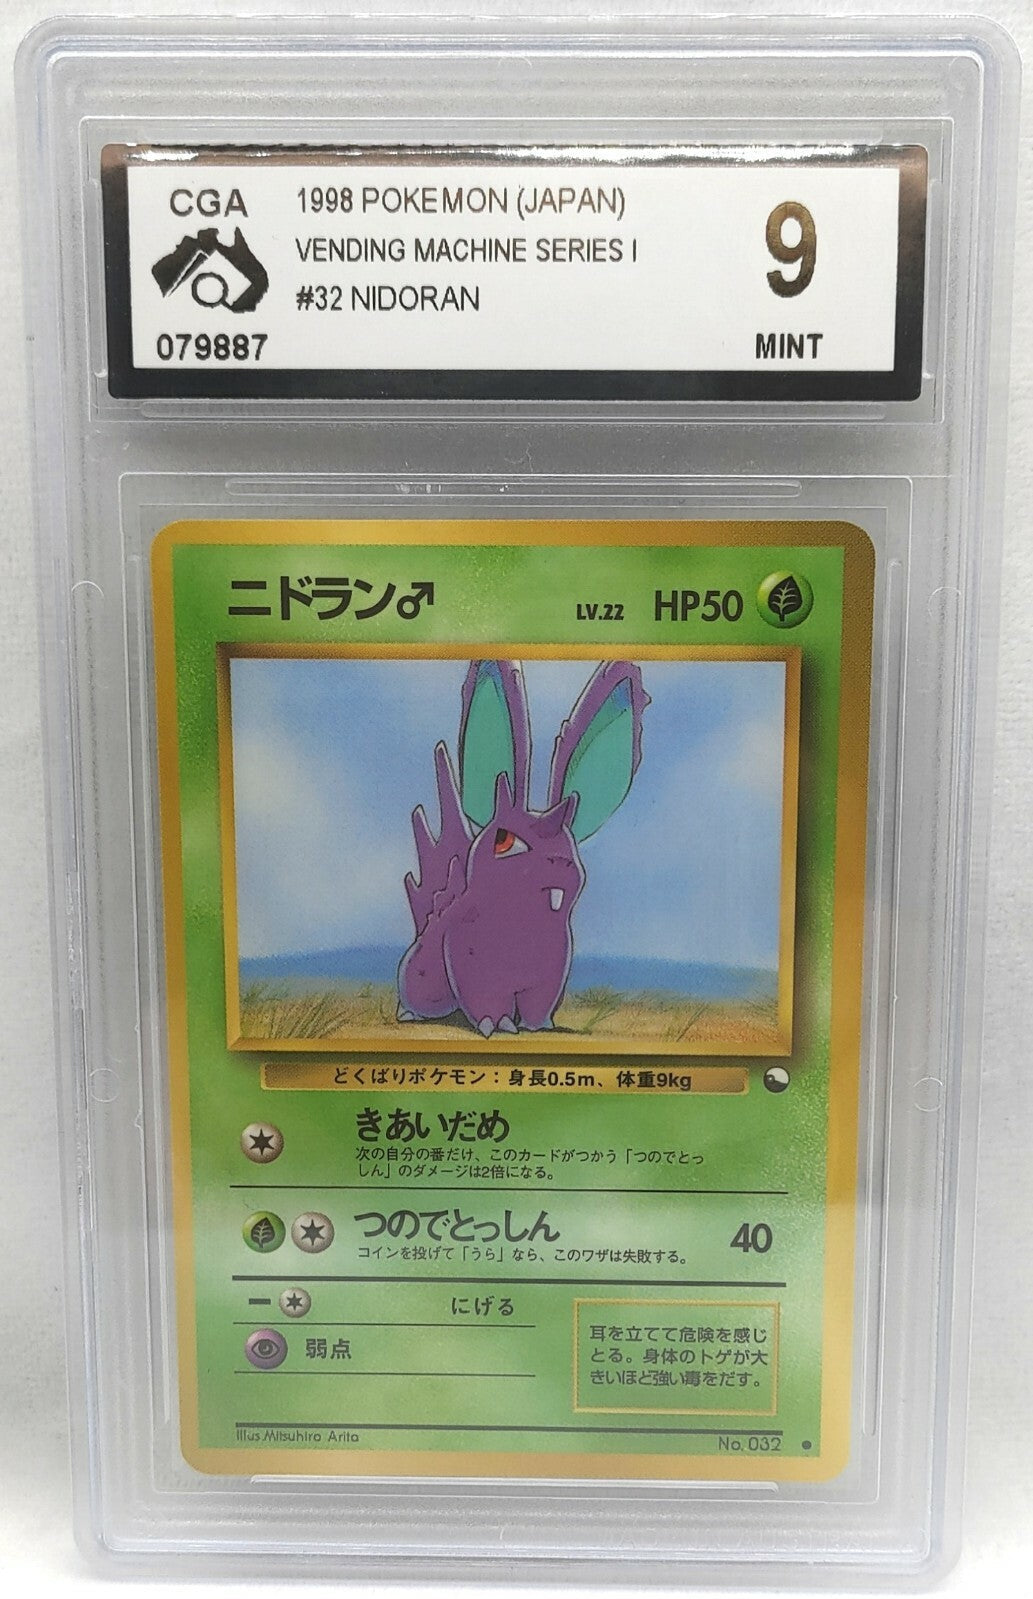 CGA
079887
1998 POKEMON (JAPAN)
VENDING MACHINE SERIES I
#32 NIDORAN
9
MINT
ニドラン♂ LV.22 HP50
どくばりポケモン：身長0.5m、体重9kg
きあいだめ
次の自分の番だけ、このカードがつかう「つのでとっ
しん」のダメージは2倍になる。
つのでとっしん 40
コインを投げて「うら」なら、このワザは失敗する。
にげる
弱点
耳を立てて危険を感じ
とる。身体のトゲが大
きいほど強い毒をだす。
Illus.Mitsuhiro Arita
No. 032 ●